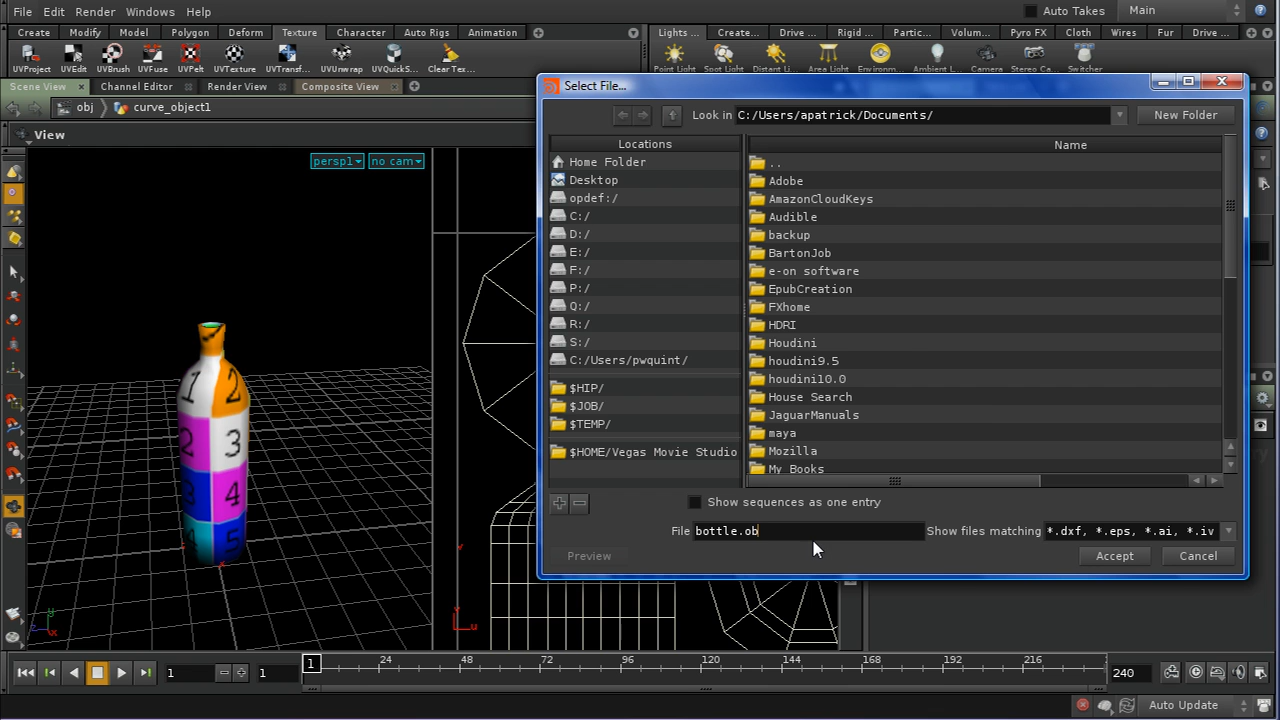 File Edit Render Windows Help Auto Takes Main
Create Modify Model Polygon Deform Texture Character Auto Rigs Animation Lights ... Create... Drive ... Rigid ... Partic... Volum... Pyro FX Cloth Wires Fur Drive ...
UVProject UVEdit UVBrush UVFuse UVPelt UVTexture UVTransf... UVUnwrap UVQuickS... Clear Tex... Point Light Spot Light Distant Li... Area Light Environm... Ambient L... Camera Stereo Ca... Switcher
Scene View Channel Editor Render View Composite View
obj curve_object1
View
persp1 no cam
Select File...
Look in C:/Users/apatrick/Documents/ New Folder
Locations
Home Folder
Desktop
opdef:/
C:/
D:/
E:/
F:/
P:/
Q:/
R:/
S:/
C:/Users/pwquint/
$HIP/
$JOB/
$TEMP/
$HOME/Vegas Movie Studio
Name
..
Adobe
AmazonCloudKeys
Audible
backup
BartonJob
e-on software
EpubCreation
FXhome
HDRI
Houdini
houdini9.5
houdini10.0
House Search
JaguarManuals
maya
Mozilla
My Books
Show sequences as one entry
File bottle.ob Show files matching *.dxf, *.eps, *.ai, *.iv
Preview Accept Cancel
1 2
2 3
3 4
4 5
y x z
v u
1 1 1 24 48 72 96 120 144 168 192 216 240
Auto Update